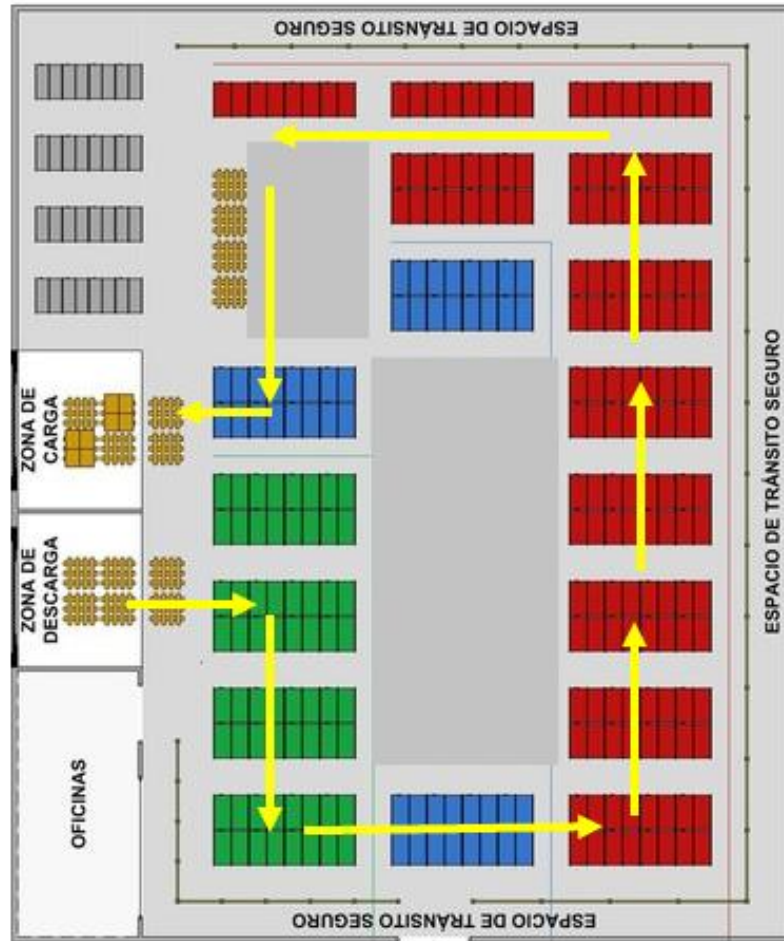 ESPACIO DE TRÁNSITO SEGURO
ZONA DE
CARGA
ZONA DE
DESCARGA
OFICINAS
ESPACIO DE TRÁNSITO SEGURO
ESPACIO DE TRÁNSITO SEGURO